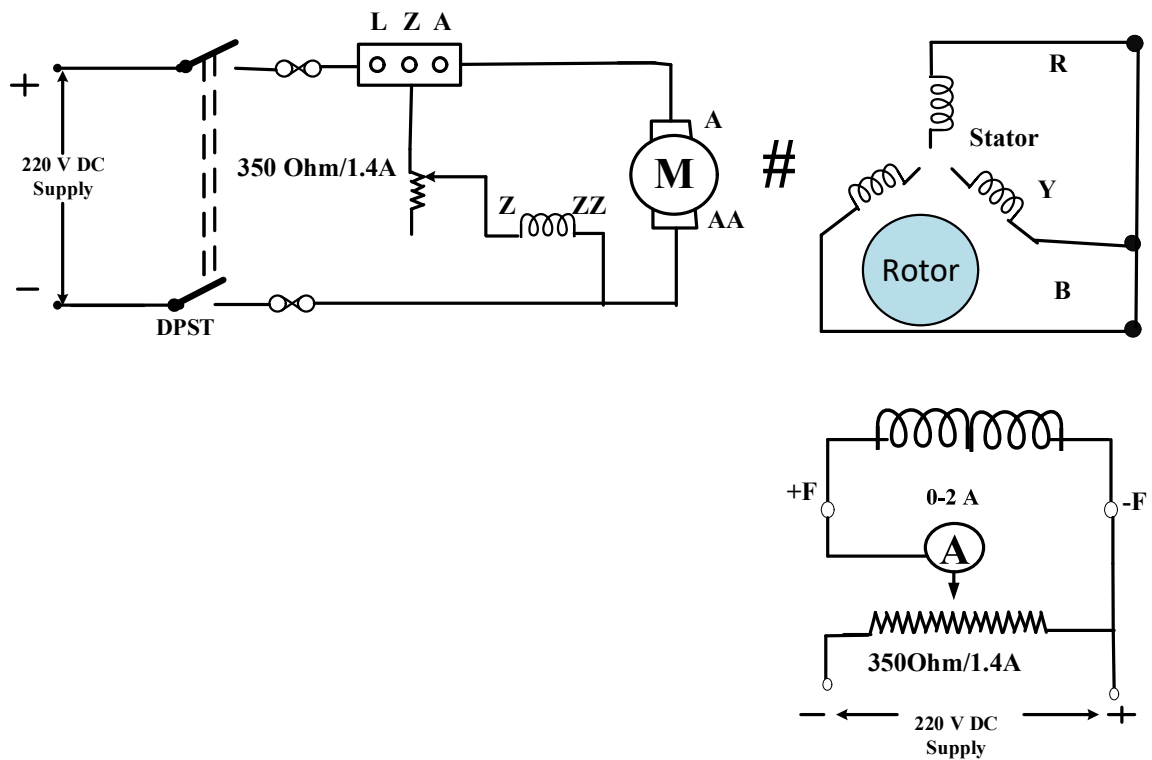 L Z A
+
220 V DC
Supply
−
DPST
350 Ohm/1.4A
Z ZZ
A
M
AA
#
R
Stator
Y
Rotor
B
+F
0-2 A
-F
A
350Ohm/1.4A
− 220 V DC +
Supply